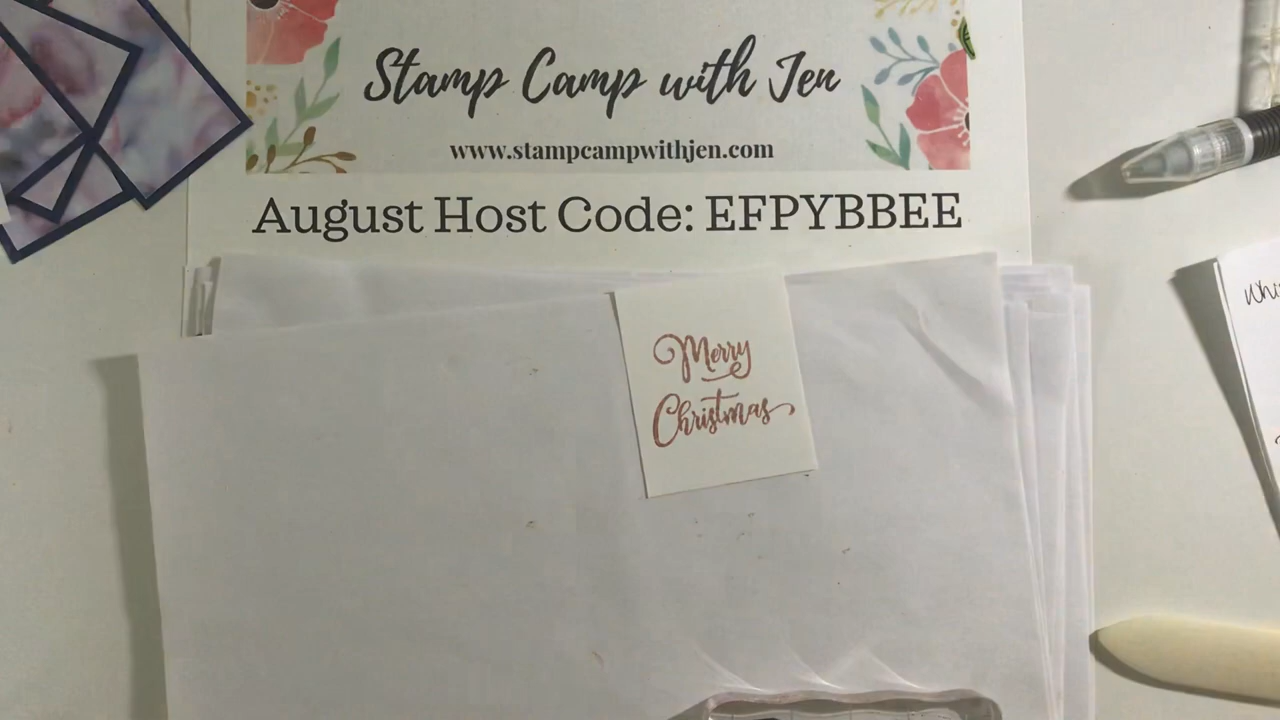 Stamp Camp with Jen
www.stampcampwithjen.com
August Host Code: EFPYBBEE
Merry
Christmas